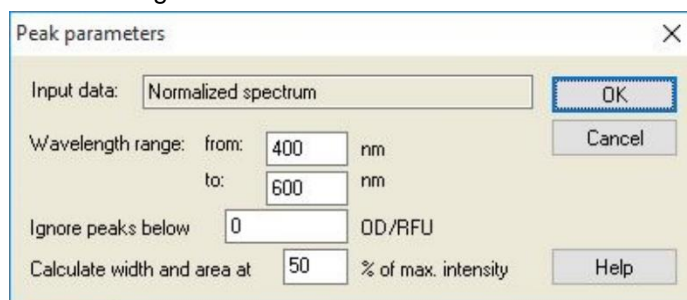 Peak parameters
Input data: Normalized spectrum OK
Wavelength range: from: 400 nm Cancel
to: 600 nm
Ignore peaks below 0 OD/RFU
Calculate width and area at 50 % of max. intensity Help